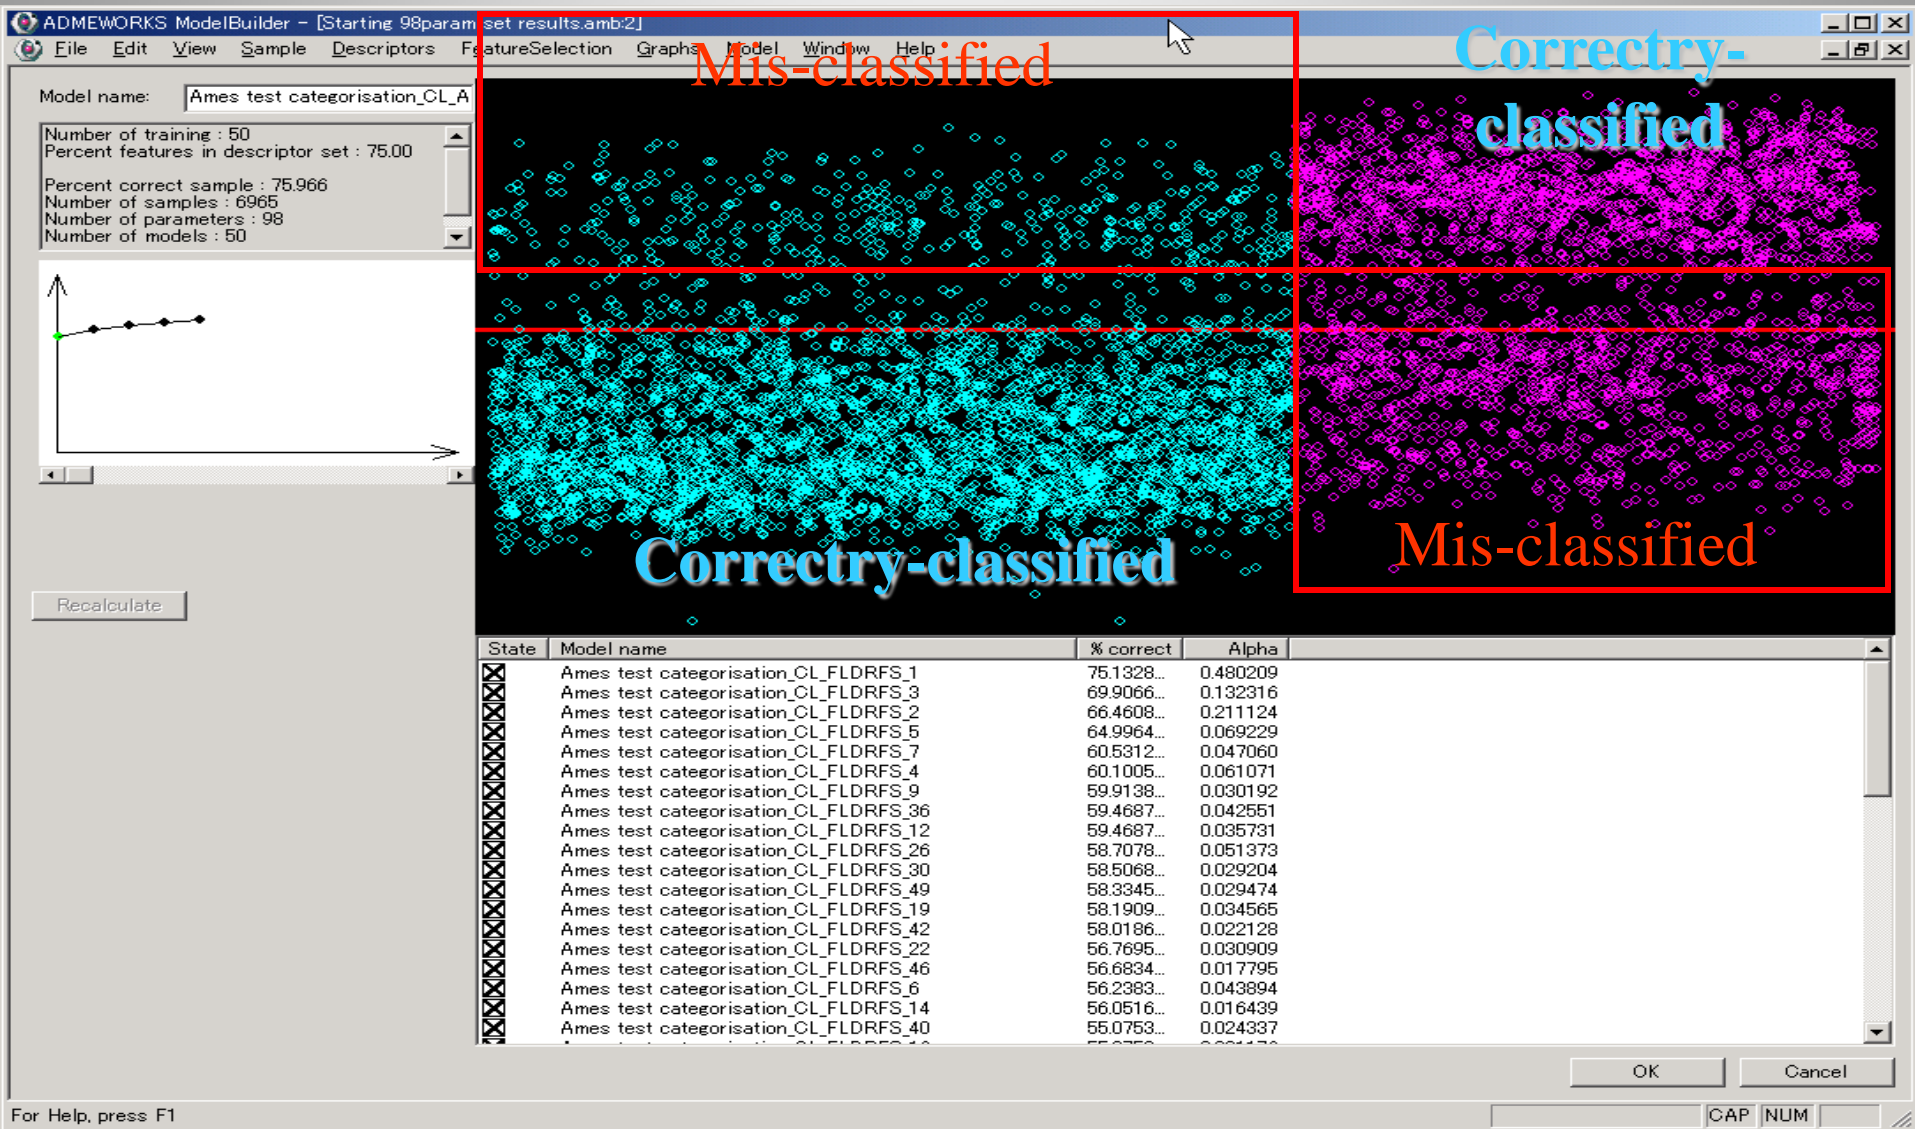 ADMEWORKS ModelBuilder - [Starting 98param set results.amb:2]
File Edit View Sample Descriptors FeatureSelection Graphs Model Window Help
Mis-classified
Correctry-
classified
Model name: Ames test categorisation_CL_A
Number of training : 50
Percent features in descriptor set : 75.00
Percent correct sample : 75.966
Number of samples : 6965
Number of parameters : 98
Number of models : 50
Correctry-classified
Mis-classified
Recalculate
State Model name % correct Alpha
Ames test categorisation_CL_FLDRFS_1 75.1328... 0.480209
Ames test categorisation_CL_FLDRFS_3 69.9066... 0.132316
Ames test categorisation_CL_FLDRFS_2 66.4608... 0.211124
Ames test categorisation_CL_FLDRFS_5 64.9964... 0.069229
Ames test categorisation_CL_FLDRFS_7 60.5312... 0.047060
Ames test categorisation_CL_FLDRFS_4 60.1005... 0.061071
Ames test categorisation_CL_FLDRFS_9 59.9138... 0.030192
Ames test categorisation_CL_FLDRFS_36 59.4687... 0.042551
Ames test categorisation_CL_FLDRFS_12 59.4687... 0.035731
Ames test categorisation_CL_FLDRFS_26 58.7078... 0.051373
Ames test categorisation_CL_FLDRFS_30 58.5068... 0.029204
Ames test categorisation_CL_FLDRFS_49 58.3345... 0.029474
Ames test categorisation_CL_FLDRFS_19 58.1909... 0.034565
Ames test categorisation_CL_FLDRFS_42 58.0186... 0.022128
Ames test categorisation_CL_FLDRFS_22 56.7695... 0.030909
Ames test categorisation_CL_FLDRFS_46 56.6834... 0.017795
Ames test categorisation_CL_FLDRFS_6 56.2383... 0.043894
Ames test categorisation_CL_FLDRFS_14 56.0516... 0.016439
Ames test categorisation_CL_FLDRFS_40 55.0753... 0.024337
OK Cancel
For Help, press F1
CAP NUM